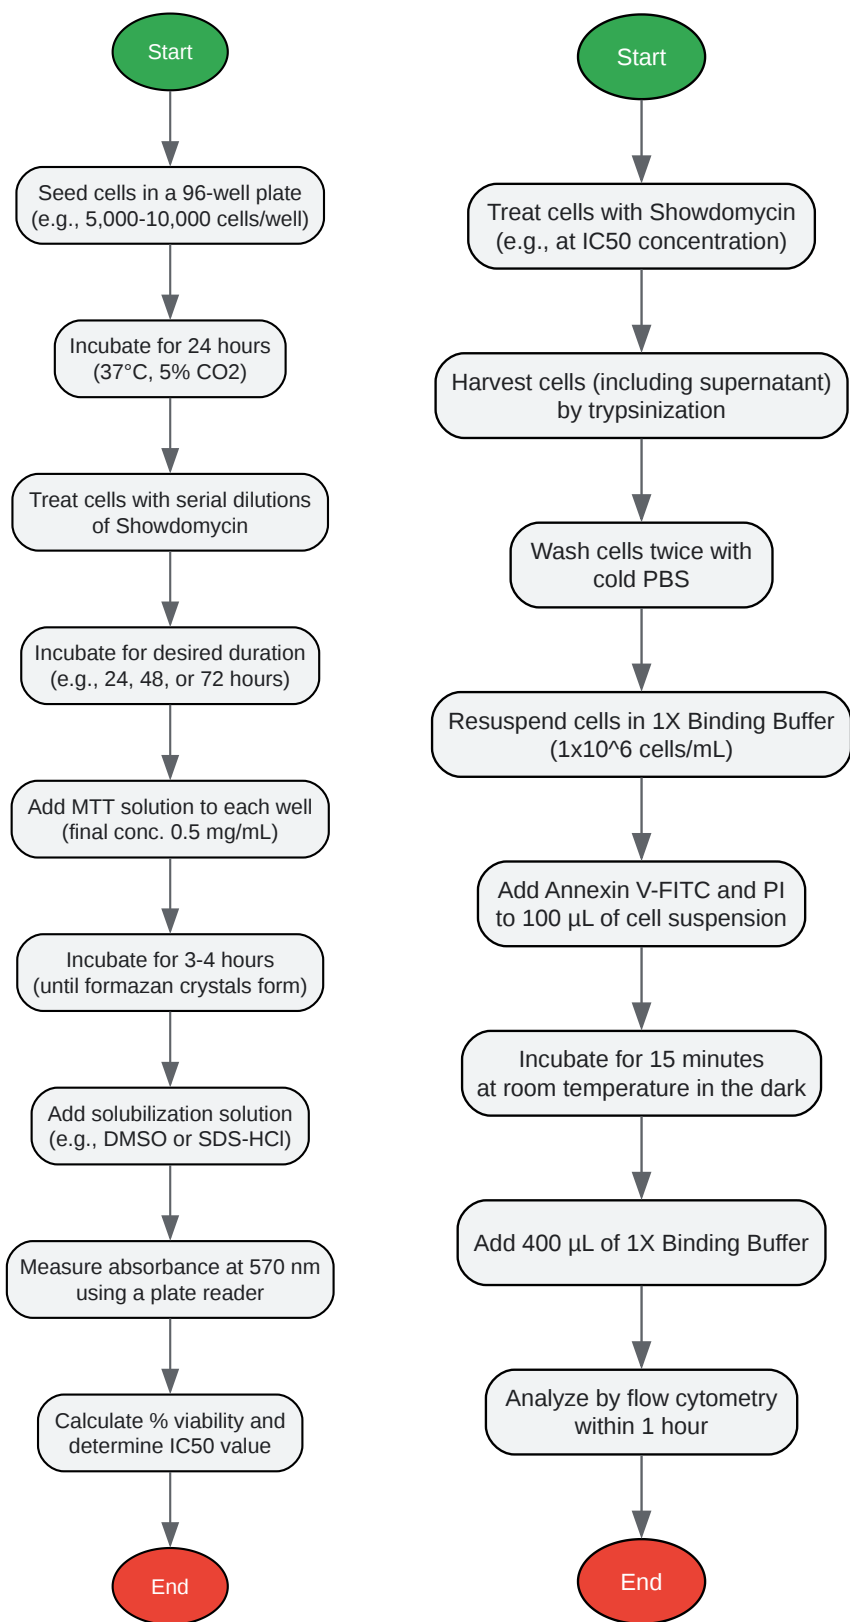 Start
Seed cells in a 96-well plate
(e.g., 5,000-10,000 cells/well)
Incubate for 24 hours
(37°C, 5% CO2)
Treat cells with serial dilutions
of Showdomycin
Incubate for desired duration
(e.g., 24, 48, or 72 hours)
Add MTT solution to each well
(final conc. 0.5 mg/mL)
Incubate for 3-4 hours
(until formazan crystals form)
Add solubilization solution
(e.g., DMSO or SDS-HCl)
Measure absorbance at 570 nm
using a plate reader
Calculate % viability and
determine IC50 value
End
Start
Treat cells with Showdomycin
(e.g., at IC50 concentration)
Harvest cells (including supernatant)
by trypsinization
Wash cells twice with
cold PBS
Resuspend cells in 1X Binding Buffer
(1x10^6 cells/mL)
Add Annexin V-FITC and PI
to 100 µL of cell suspension
Incubate for 15 minutes
at room temperature in the dark
Add 400 µL of 1X Binding Buffer
Analyze by flow cytometry
within 1 hour
End